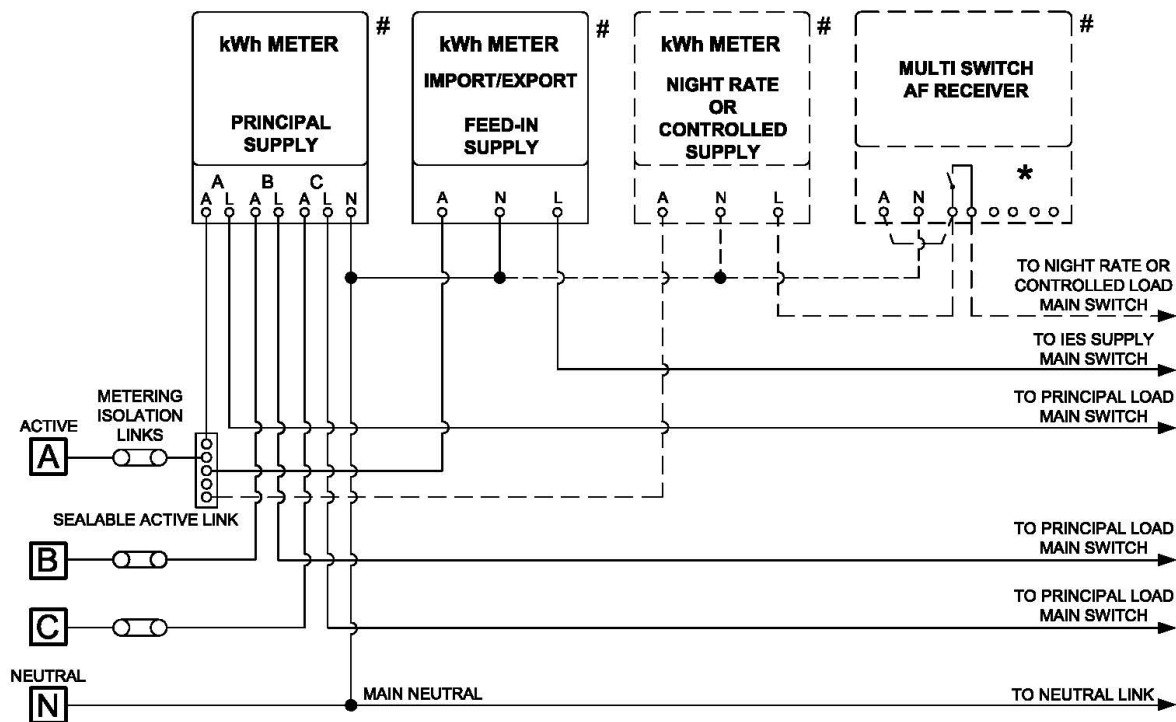 kWh METER
PRINCIPAL
SUPPLY
#
kWh METER
IMPORT/EXPORT
FEED-IN
SUPPLY
#
kWh METER
NIGHT RATE
OR
CONTROLLED
SUPPLY
#
MULTI SWITCH
AF RECEIVER
#
*
A B C
A L A L A L N
A N L
A N L
A N
TO NIGHT RATE OR
CONTROLLED LOAD
MAIN SWITCH
TO IES SUPPLY
MAIN SWITCH
TO PRINCIPAL LOAD
MAIN SWITCH
METERING
ISOLATION
LINKS
ACTIVE
A
SEALABLE ACTIVE LINK
B
TO PRINCIPAL LOAD
MAIN SWITCH
C
TO PRINCIPAL LOAD
MAIN SWITCH
NEUTRAL
N
MAIN NEUTRAL
TO NEUTRAL LINK